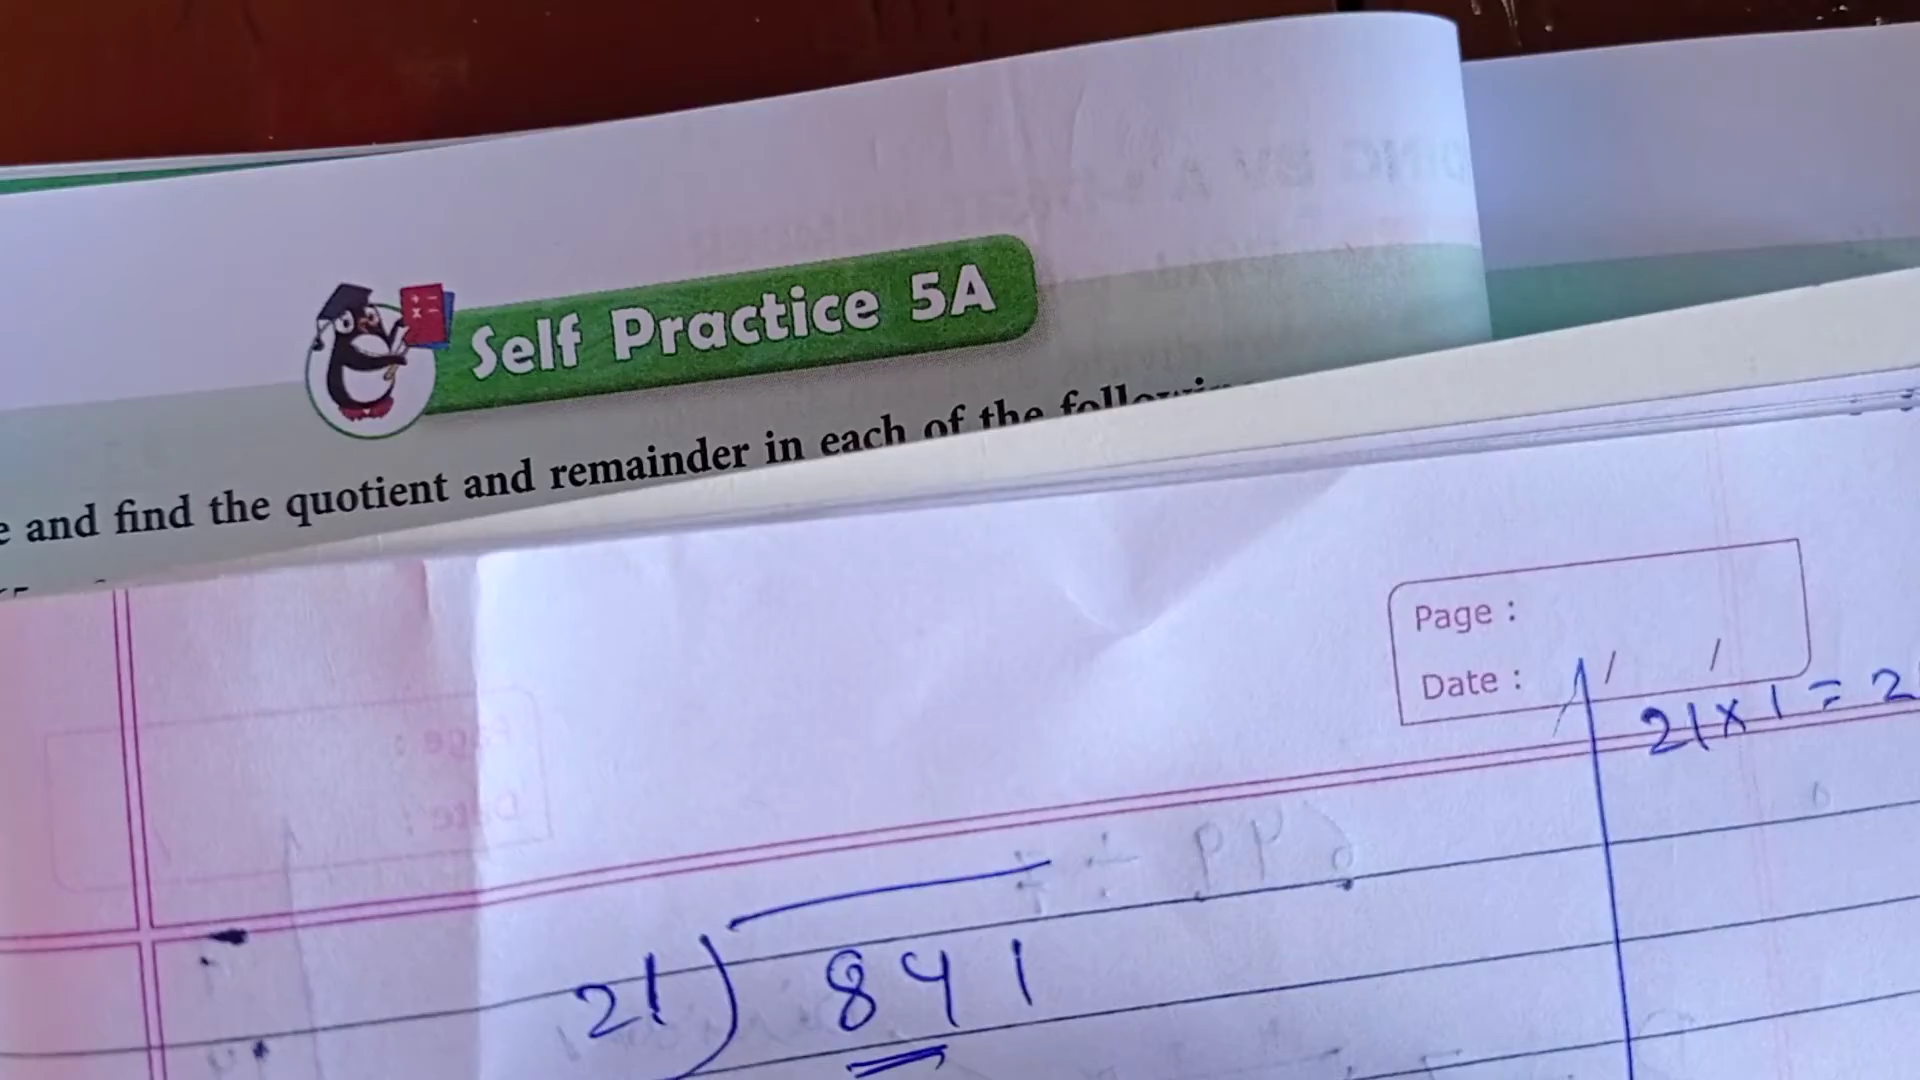 Self Practice 5A
and find the quotient and remainder in each of the
Page :
Date : / /
21 x 1 = 2
21) 841